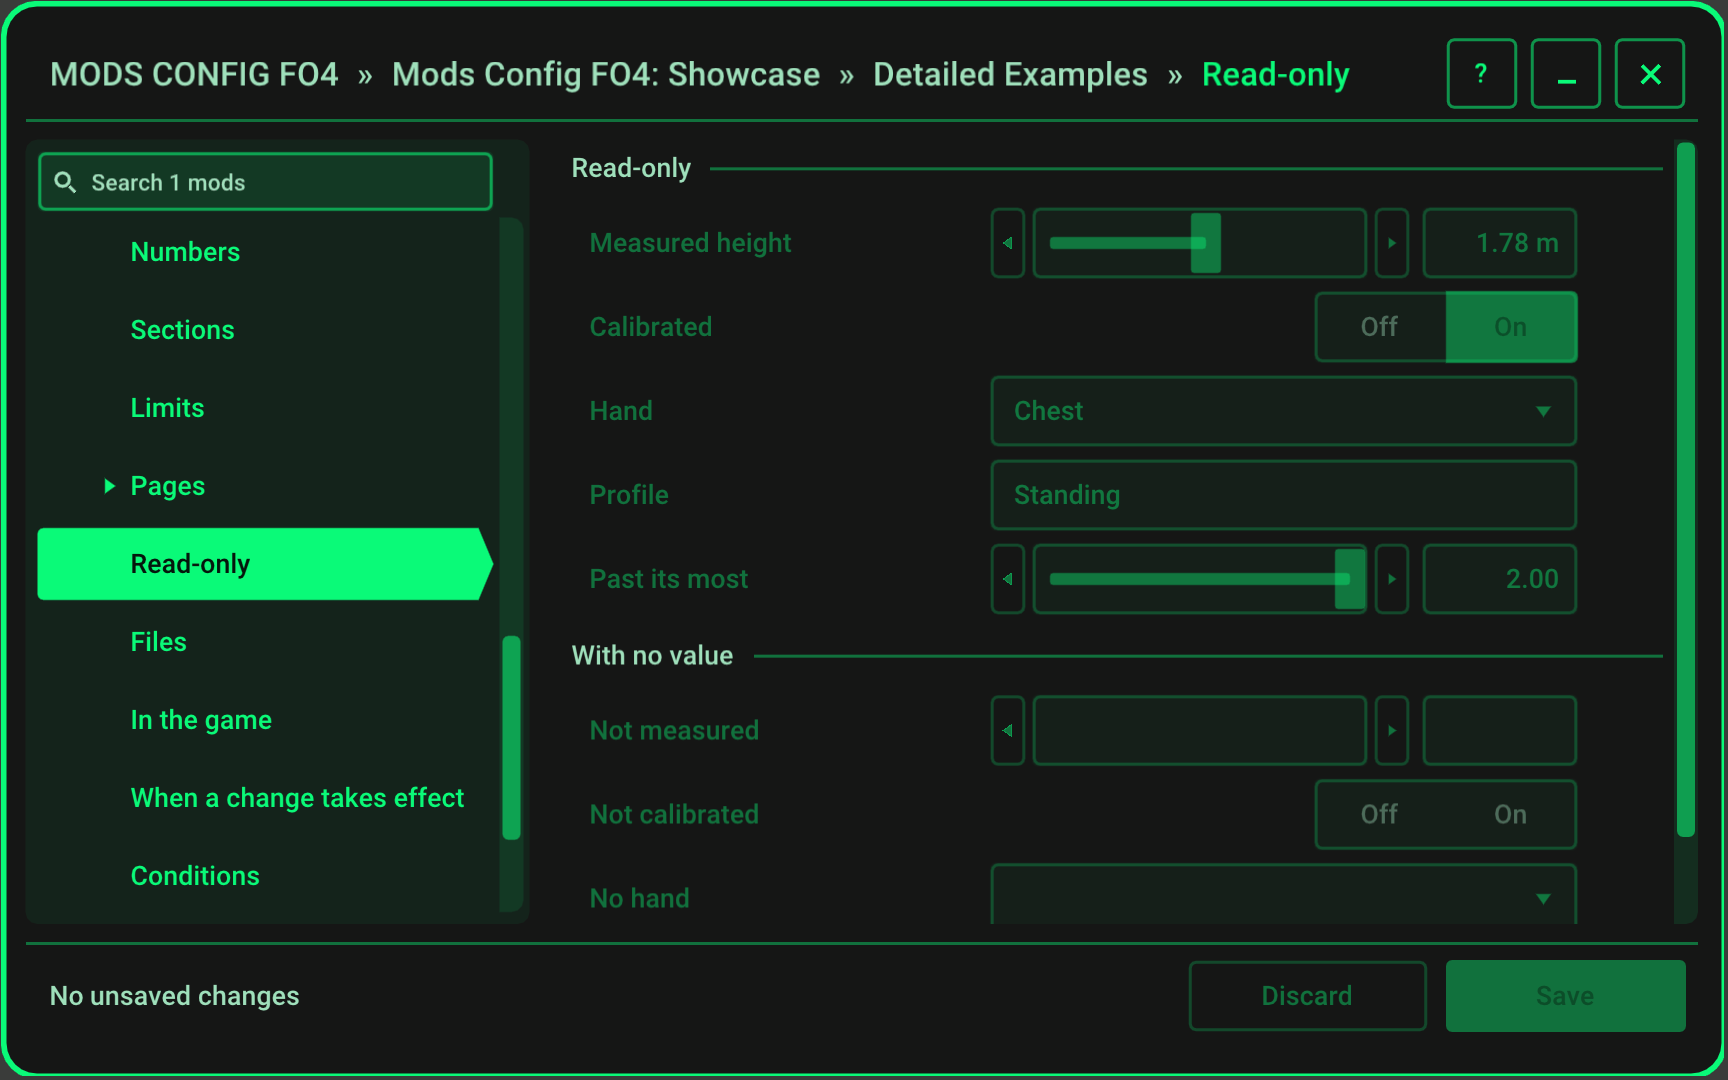 MODS CONFIG FO4 » Mods Config FO4: Showcase » Detailed Examples » Read-only ? _ ✕
Search 1 mods
Numbers
Sections
Limits
Pages
Read-only
Files
In the game
When a change takes effect
Conditions
Read-only
Measured height 1.78 m
Calibrated Off On
Hand Chest
Profile Standing
Past its most 2.00
With no value
Not measured
Not calibrated Off On
No hand
No unsaved changes
Discard Save